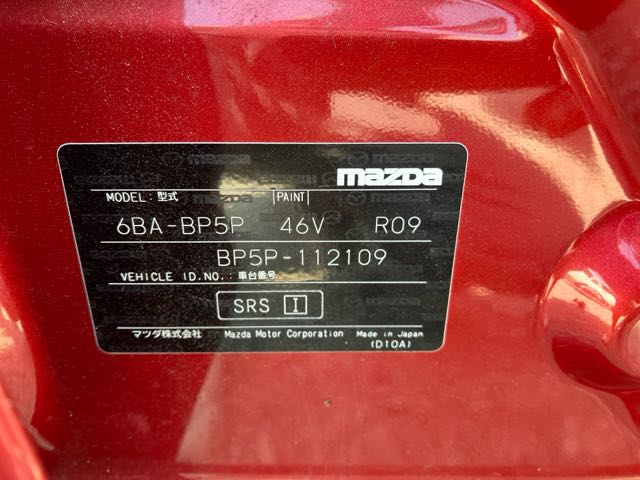 mazda
MODEL: 型式 PAINT
6BA-BP5P 46V R09
BP5P-112109
VEHICLE ID.NO.: 車台番号
SRS I
マツダ株式会社 Mazda Motor Corporation Made in Japan
(D10A)